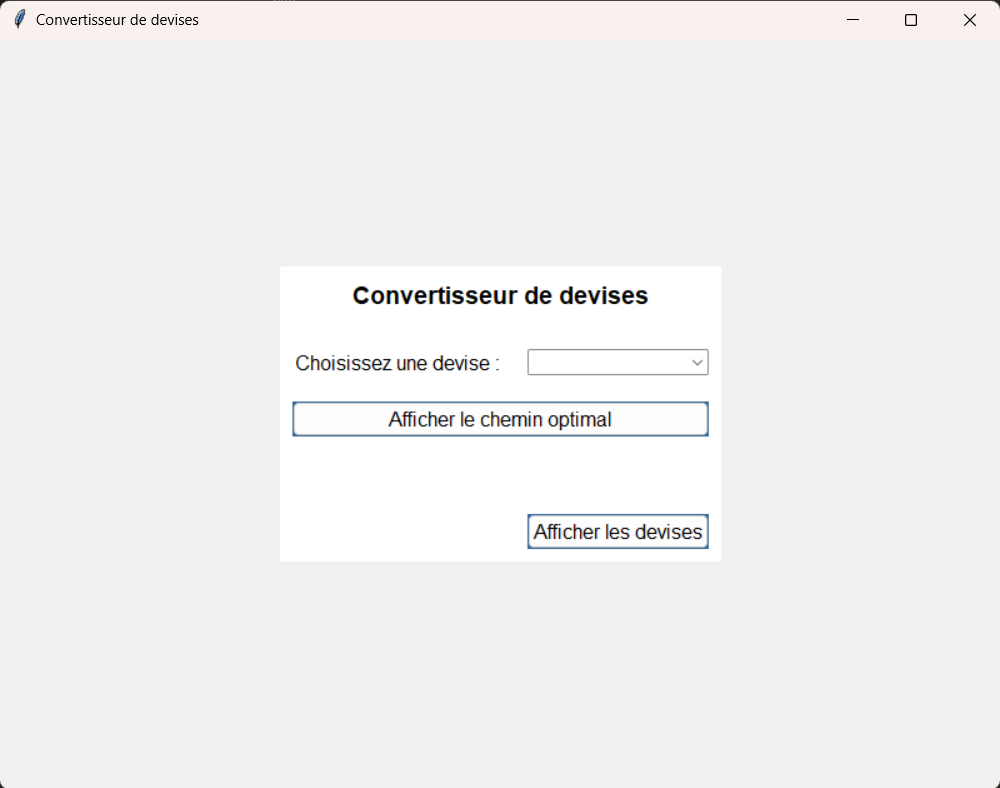 Convertisseur de devises
Convertisseur de devises
Choisissez une devise :
Afficher le chemin optimal
Afficher les devises